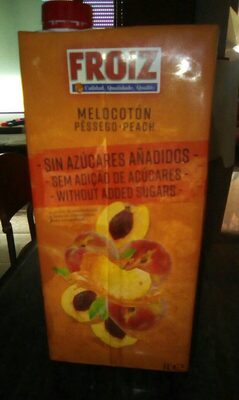 FROIZ
Calidad, Qualidade, Quality
MELOCOTÓN
PÊSSEGO·PEACH
- SIN AZÚCARES AÑADIDOS -
- SEM ADIÇÃO DE AÇÚCARES -
- WITHOUT ADDED SUGARS -